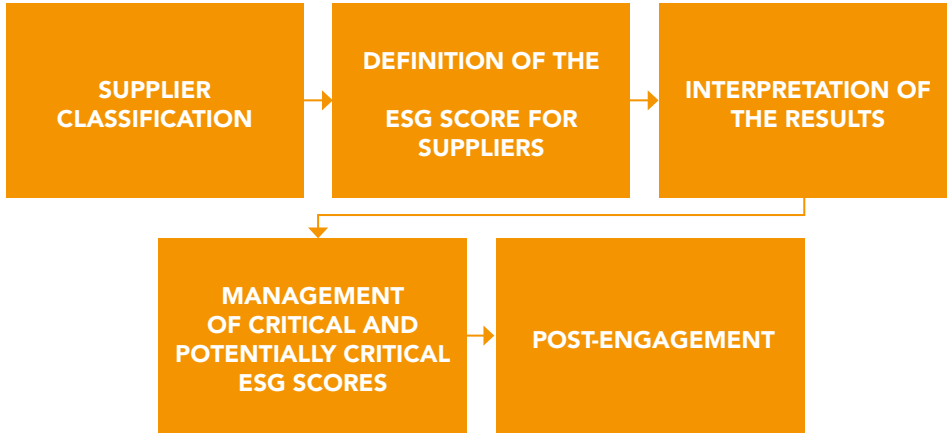 SUPPLIER
CLASSIFICATION
DEFINITION OF THE
ESG SCORE FOR
SUPPLIERS
INTERPRETATION OF
THE RESULTS
MANAGEMENT
OF CRITICAL AND
POTENTIALLY CRITICAL
ESG SCORES
POST-ENGAGEMENT